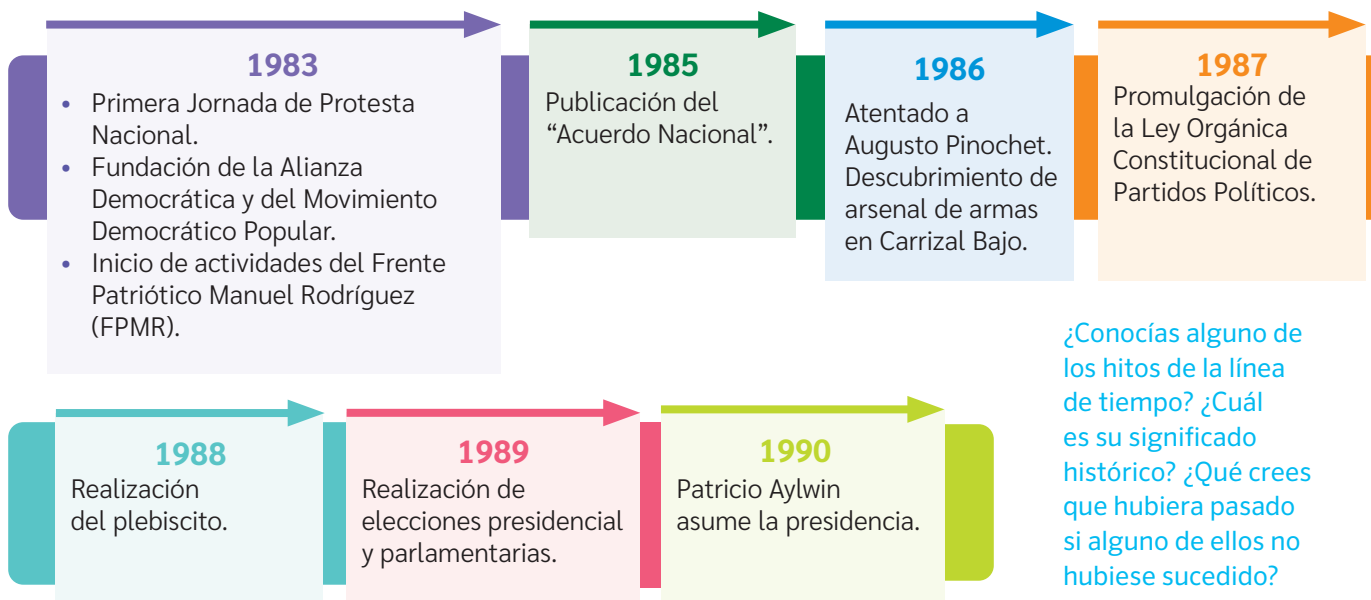 1983
• Primera Jornada de Protesta
Nacional.
• Fundación de la Alianza
Democrática y del Movimiento
Democrático Popular.
• Inicio de actividades del Frente
Patriótico Manuel Rodríguez
(FPMR).
1985
Publicación del
“Acuerdo Nacional”.
1986
Atentado a
Augusto Pinochet.
Descubrimiento de
arsenal de armas
en Carrizal Bajo.
1987
Promulgación de
la Ley Orgánica
Constitucional de
Partidos Políticos.
1988
Realización
del plebiscito.
1989
Realización de
elecciones presidencial
y parlamentarias.
1990
Patricio Aylwin
asume la presidencia.
¿Conocías alguno de
los hitos de la línea
de tiempo? ¿Cuál
es su significado
histórico? ¿Qué crees
que hubiera pasado
si alguno de ellos no
hubiese sucedido?